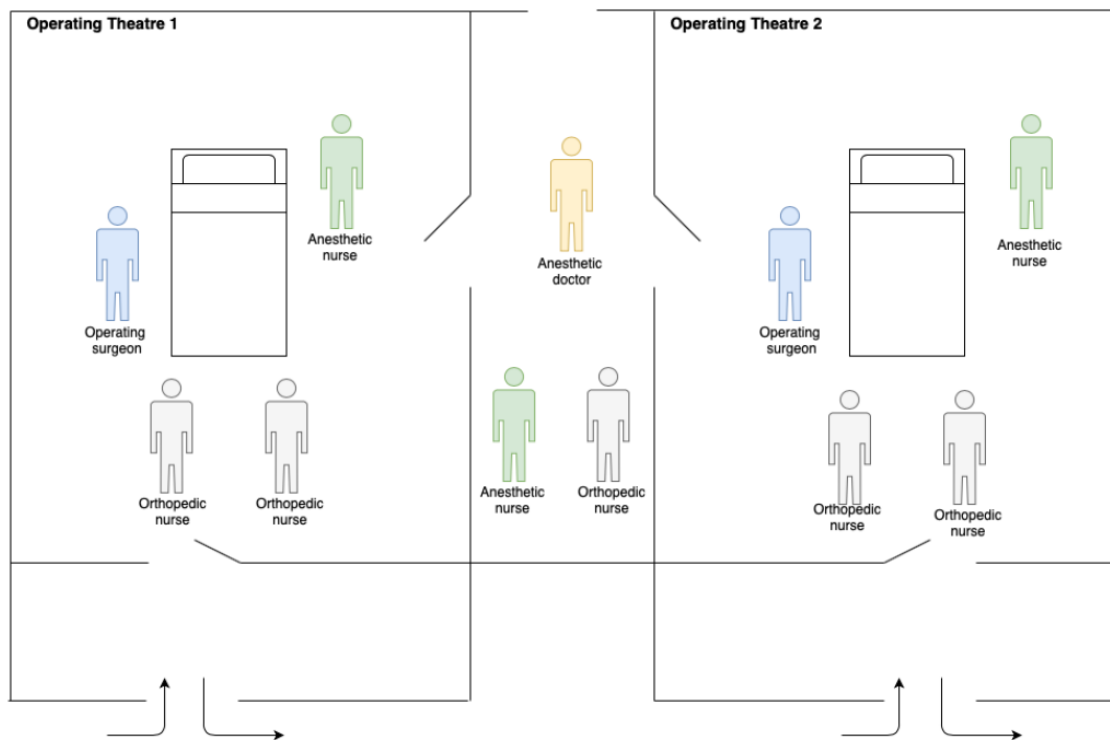 Operating Theatre 1
Operating Theatre 2
Anesthetic
nurse
Anesthetic
doctor
Anesthetic
nurse
Operating
surgeon
Operating
surgeon
Orthopedic
nurse
Orthopedic
nurse
Anesthetic
nurse
Orthopedic
nurse
Orthopedic
nurse
Orthopedic
nurse